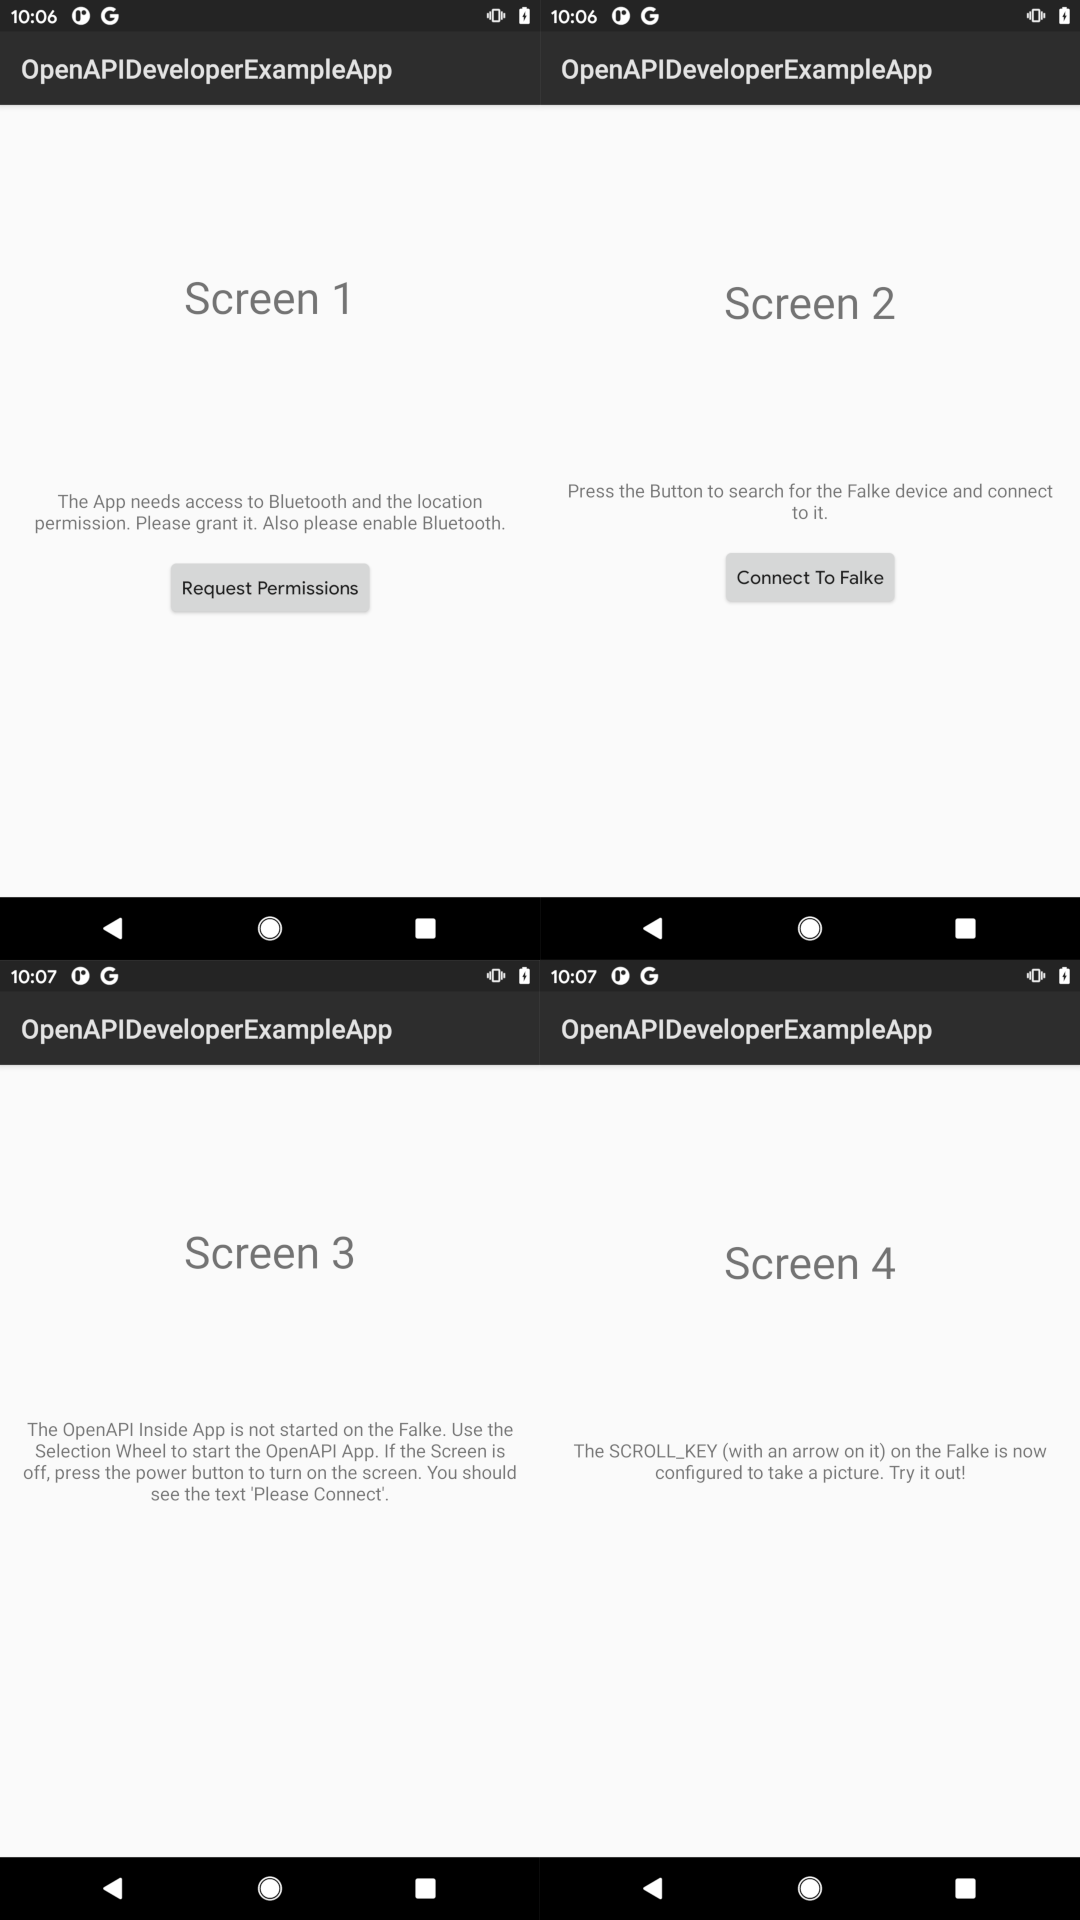 10:06
OpenAPIDeveloperExampleApp
Screen 1
The App needs access to Bluetooth and the location
permission. Please grant it. Also please enable Bluetooth.
Request Permissions
10:06
OpenAPIDeveloperExampleApp
Screen 2
Press the Button to search for the Falke device and connect
to it.
Connect To Falke
10:07
OpenAPIDeveloperExampleApp
Screen 3
The OpenAPI Inside App is not started on the Falke. Use the
Selection Wheel to start the OpenAPI App. If the Screen is
off, press the power button to turn on the screen. You should
see the text 'Please Connect'.
10:07
OpenAPIDeveloperExampleApp
Screen 4
The SCROLL_KEY (with an arrow on it) on the Falke is now
configured to take a picture. Try it out!